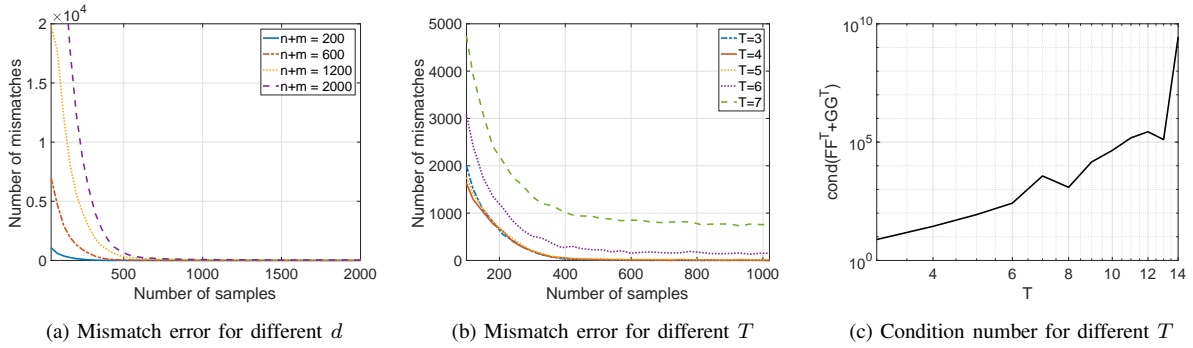 2
×10⁴
1.5
1
0.5
0
500
1000
1500
2000
Number of mismatches
Number of samples
n+m = 200
n+m = 600
n+m = 1200
n+m = 2000
(a) Mismatch error for different d
5000
4000
3000
2000
1000
0
200
400
600
800
1000
Number of mismatches
Number of samples
T=3
T=4
T=5
T=6
T=7
(b) Mismatch error for different T
10¹⁰
10⁵
10⁰
4
6
8
10
12
14
cond(FFᵀ+GGᵀ)
T
(c) Condition number for different T